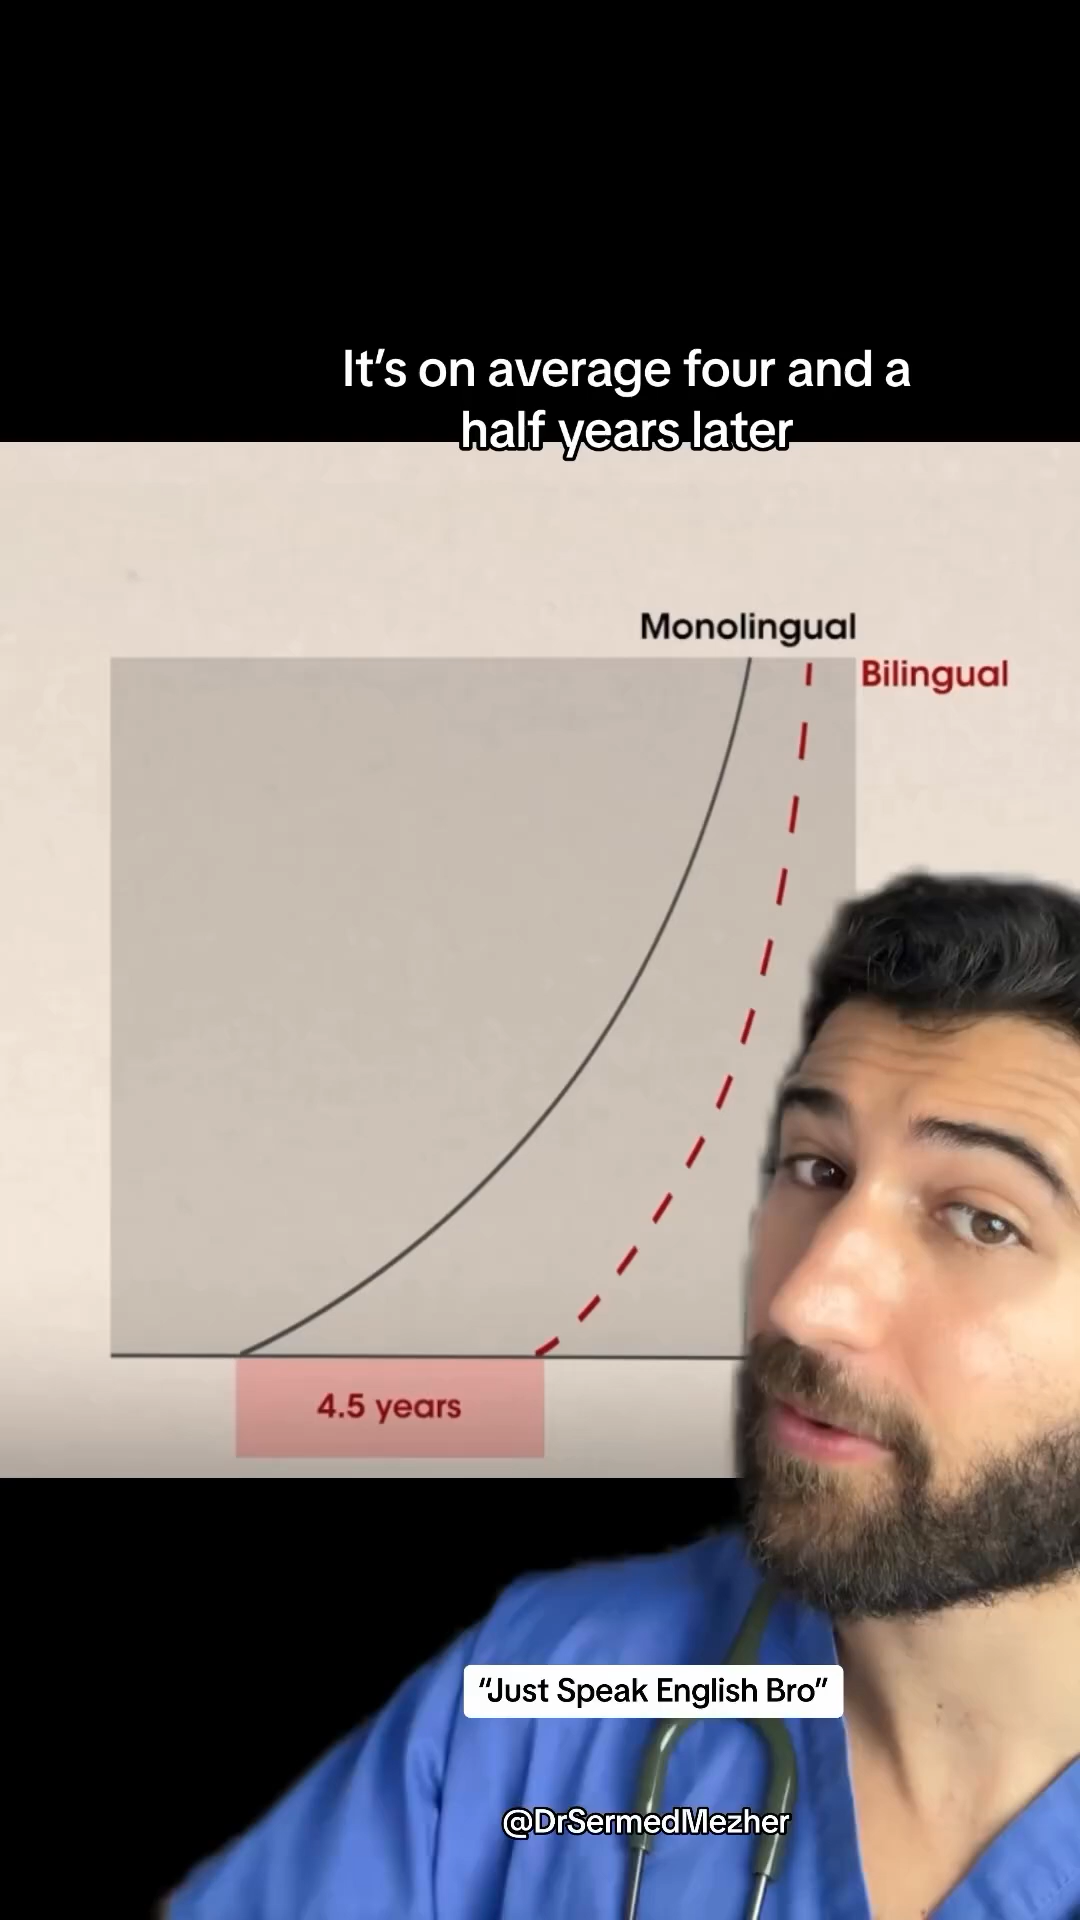 It's on average four and a
half years later
Monolingual
Bilingual
4.5 years
"Just Speak English Bro"
@DrSermedMezher